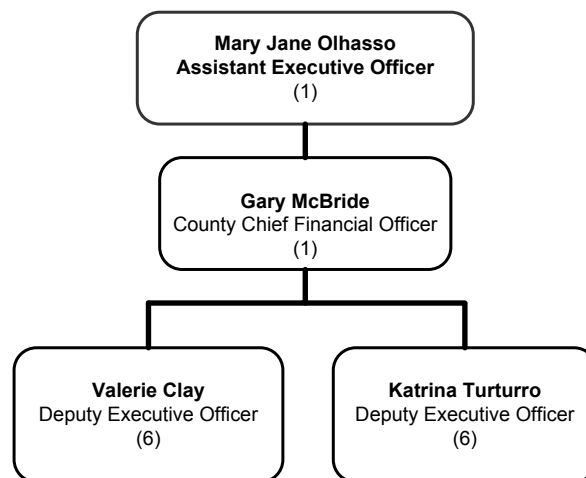 Mary Jane Olhasso
Assistant Executive Officer
(1)
Gary McBride
County Chief Financial Officer
(1)
Valerie Clay
Deputy Executive Officer
(6)
Katrina Turturro
Deputy Executive Officer
(6)